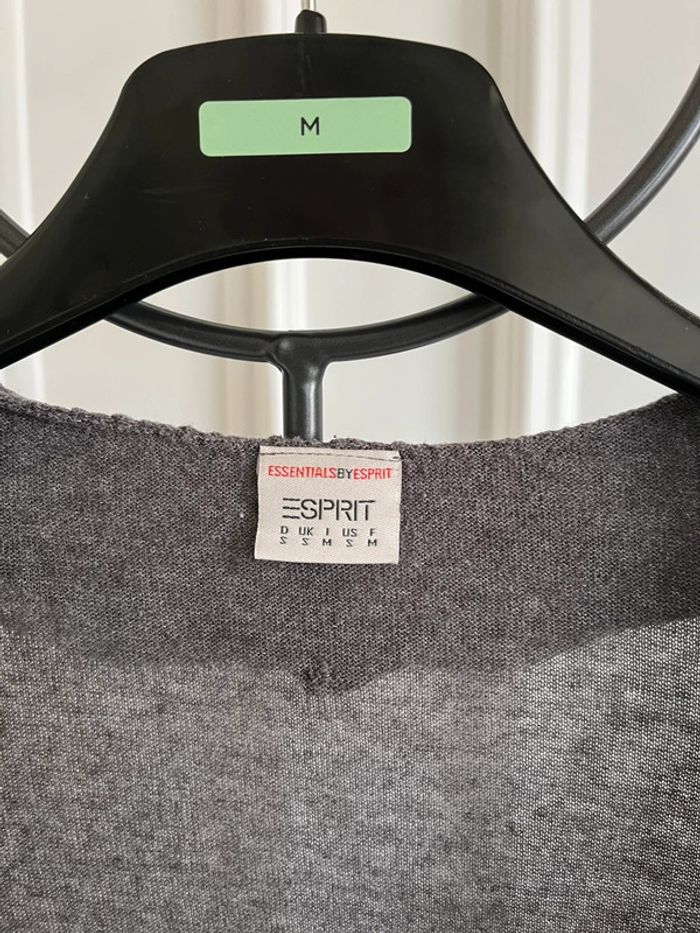 M
ESSENTIALSBYESPRIT
ESPRIT
D UK I US F
S S M S M